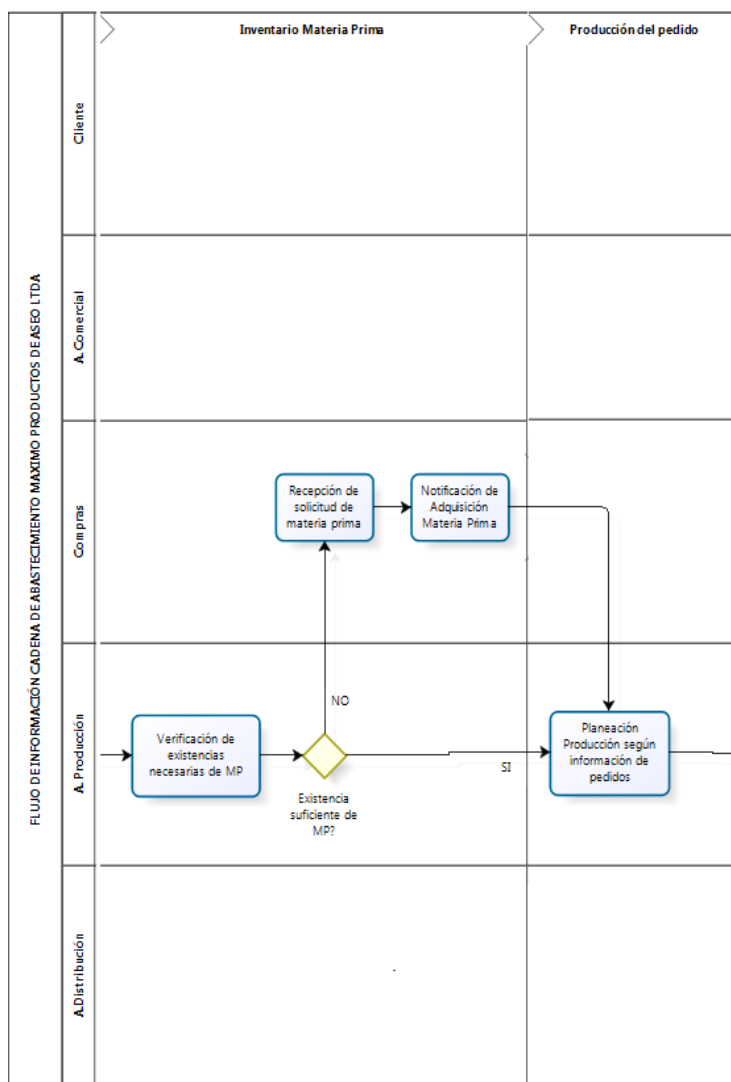 Inventario Materia Prima
Producción del pedido
FLUJO DE INFORMACIÓN CADENA DE ABASTECIMIENTO MAXIMO PRODUCTOS DE ASEO LTDA
Cliente
A. Comercial
Compras
Recepción de
solicitud de
materia prima
Notificación de
Adquisición
Materia Prima
A. Producción
Verificación de
existencias
necesarias de MP
NO
Existencia
suficiente de
MP?
SI
Planeación
Producción según
información de
pedidos
A.Distribución